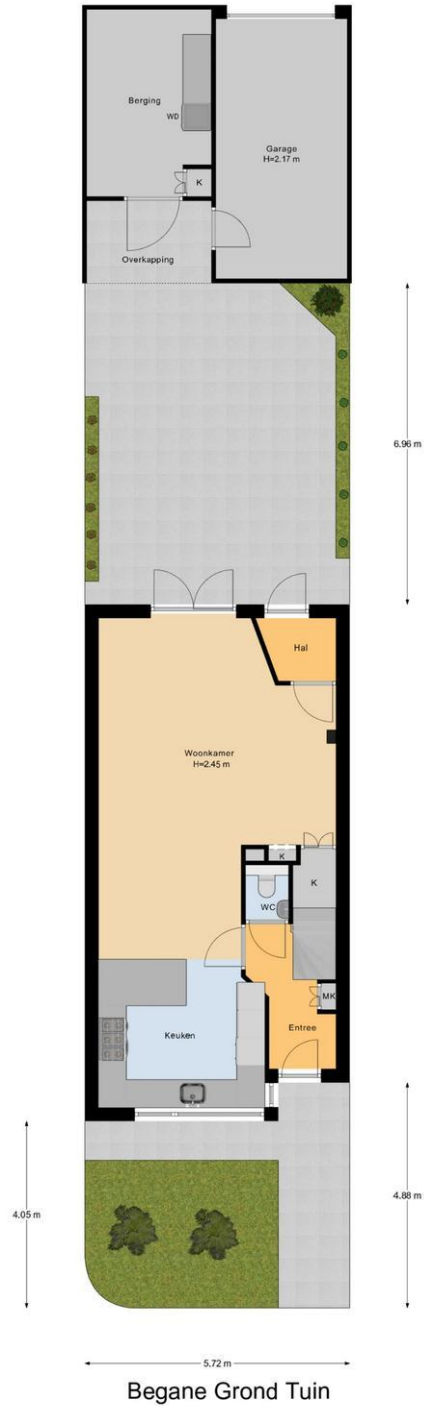 Berging
WD
Garage
H=2.17 m
K
Overkapping
6.96 m
Hal
Woonkamer
H=2.45 m
K
K
WC
MK
Keuken
Entree
4.05 m
4.88 m
5.72 m
Begane Grond Tuin